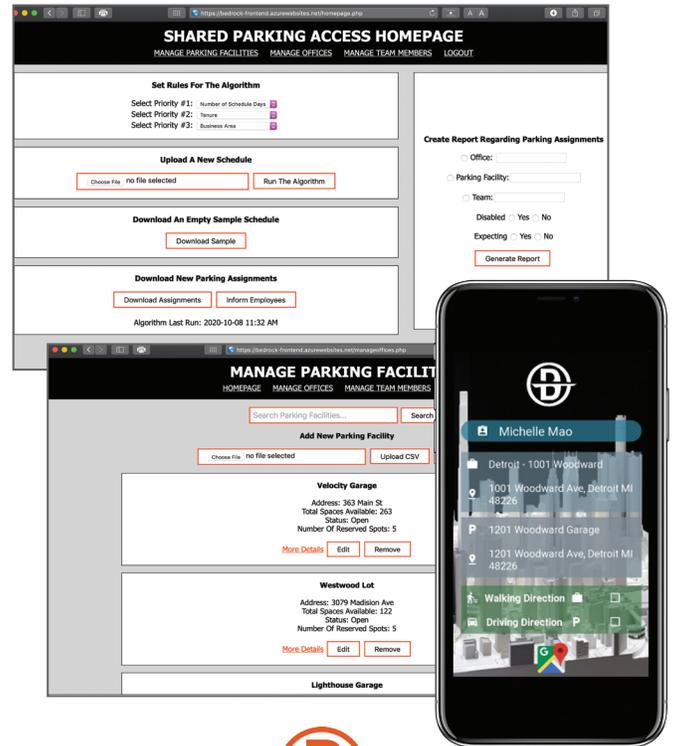 https://bedrock-frontend.azurewebsites.net/homepage.php
SHARED PARKING ACCESS HOMEPAGE
MANAGE PARKING FACILITIES MANAGE OFFICES MANAGE TEAM MEMBERS LOGOUT
Set Rules For The Algorithm
Select Priority #1: Number of Schedule Days
Select Priority #2: Tenure
Select Priority #3: Business Area
Upload A New Schedule
Choose File no file selected Run The Algorithm
Download An Empty Sample Schedule
Download Sample
Download New Parking Assignments
Download Assignments Inform Employees
Algorithm Last Run: 2020-10-08 11:32 AM
Create Report Regarding Parking Assignments
Office:
Parking Facility:
Team:
Disabled Yes No
Expecting Yes No
Generate Report
https://bedrock-frontend.azurewebsites.net/manageoffices.php
MANAGE PARKING FACILIT
HOMEPAGE MANAGE OFFICES MANAGE TEAM MEMBERS
Search Parking Facilities... Search
Add New Parking Facility
Choose File no file selected Upload CSV
Velocity Garage
Address: 363 Main St
Total Spaces Available: 263
Status: Open
Number Of Reserved Spots: 5
More Details Edit Remove
Westwood Lot
Address: 3079 Madision Ave
Total Spaces Available: 122
Status: Open
Number Of Reserved Spots: 5
More Details Edit Remove
Lighthouse Garage
Michelle Mao
Detroit - 1001 Woodward
1001 Woodward Ave, Detroit MI
48226
P 1201 Woodward Garage
1201 Woodward Ave, Detroit MI
48226
Walking Direction
Driving Direction P